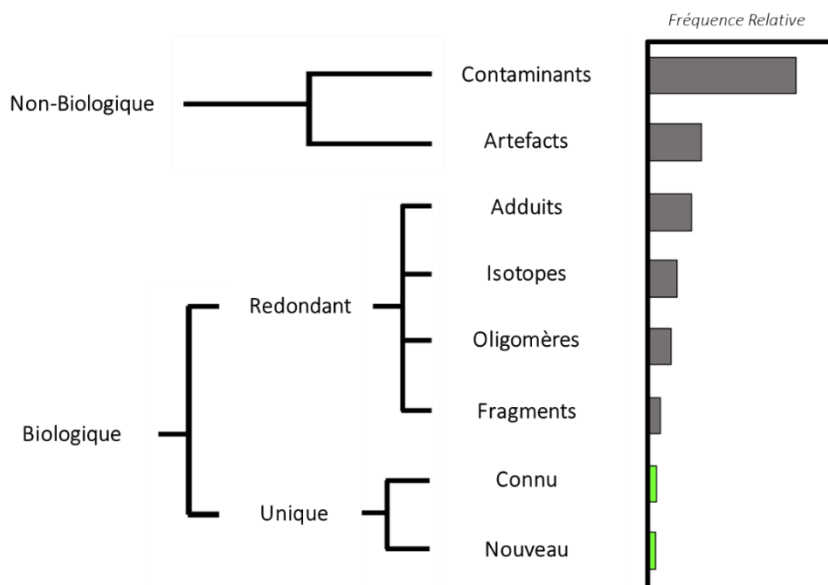 Fréquence Relative
Contaminants
Non-Biologique
Artefacts
Adduits
Isotopes
Redondant
Oligomères
Fragments
Biologique
Connu
Unique
Nouveau